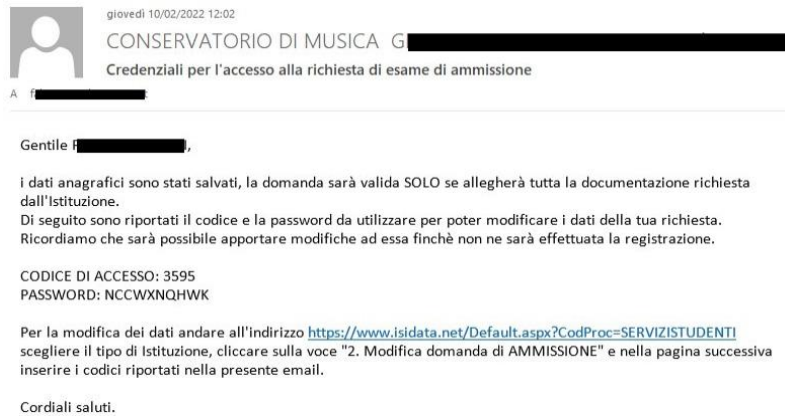 giovedì 10/02/2022 12:02
CONSERVATORIO DI MUSICA G
Credenziali per l'accesso alla richiesta di esame di ammissione
A f
Gentile F ,
i dati anagrafici sono stati salvati, la domanda sarà valida SOLO se allegherà tutta la documentazione richiesta
dall'Istituzione.
Di seguito sono riportati il codice e la password da utilizzare per poter modificare i dati della tua richiesta.
Ricordiamo che sarà possibile apportare modifiche ad essa finchè non ne sarà effettuata la registrazione.
CODICE DI ACCESSO: 3595
PASSWORD: NCCWXNQHWK
Per la modifica dei dati andare all'indirizzo https://www.isidata.net/Default.aspx?CodProc=SERVIZISTUDENTI
scegliere il tipo di Istituzione, cliccare sulla voce "2. Modifica domanda di AMMISSIONE" e nella pagina successiva
inserire i codici riportati nella presente email.
Cordiali saluti.